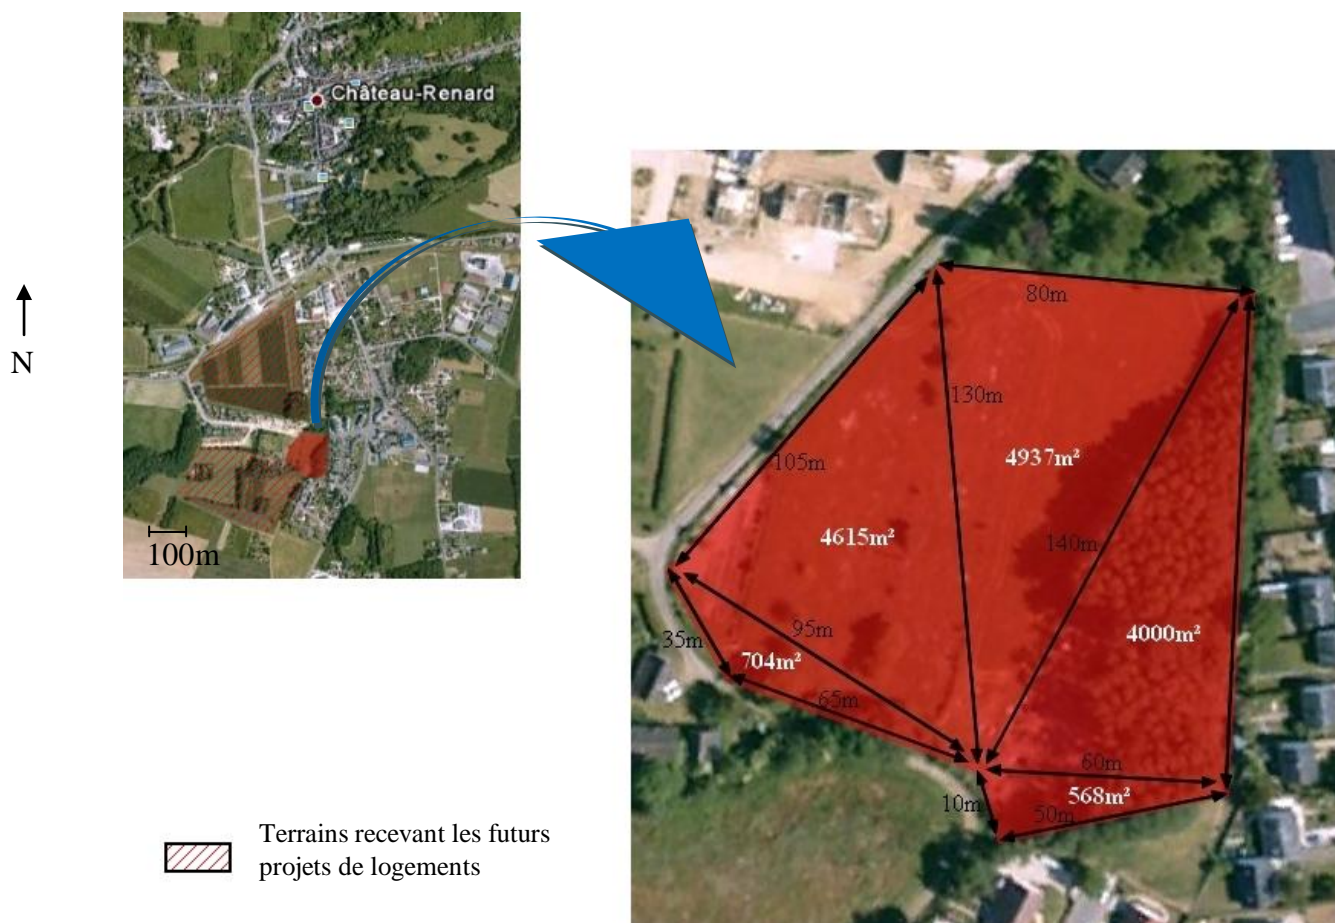 Château-Renard
N
100m
80m
130m
105m
4937m²
4615m²
140m
95m
4000m²
35m
704m²
65m
60m
10m
568m²
50m
Terrains recevant les futurs
projets de logements